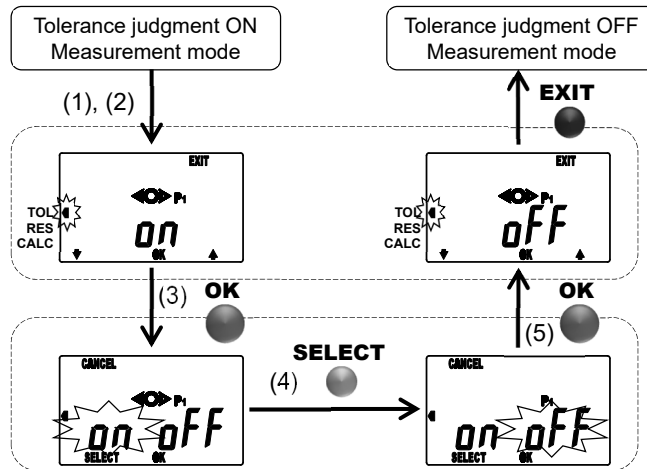 Tolerance judgment ON
Measurement mode
Tolerance judgment OFF
Measurement mode
(1), (2)
EXIT
EXIT
P1
TOL
RES
CALC
on
OK
EXIT
P1
TOL
RES
CALC
oFF
OK
(3)
OK
(5)
OK
CANCEL
P1
on oFF
SELECT
OK
(4)
SELECT
CANCEL
P1
on oFF
SELECT
OK